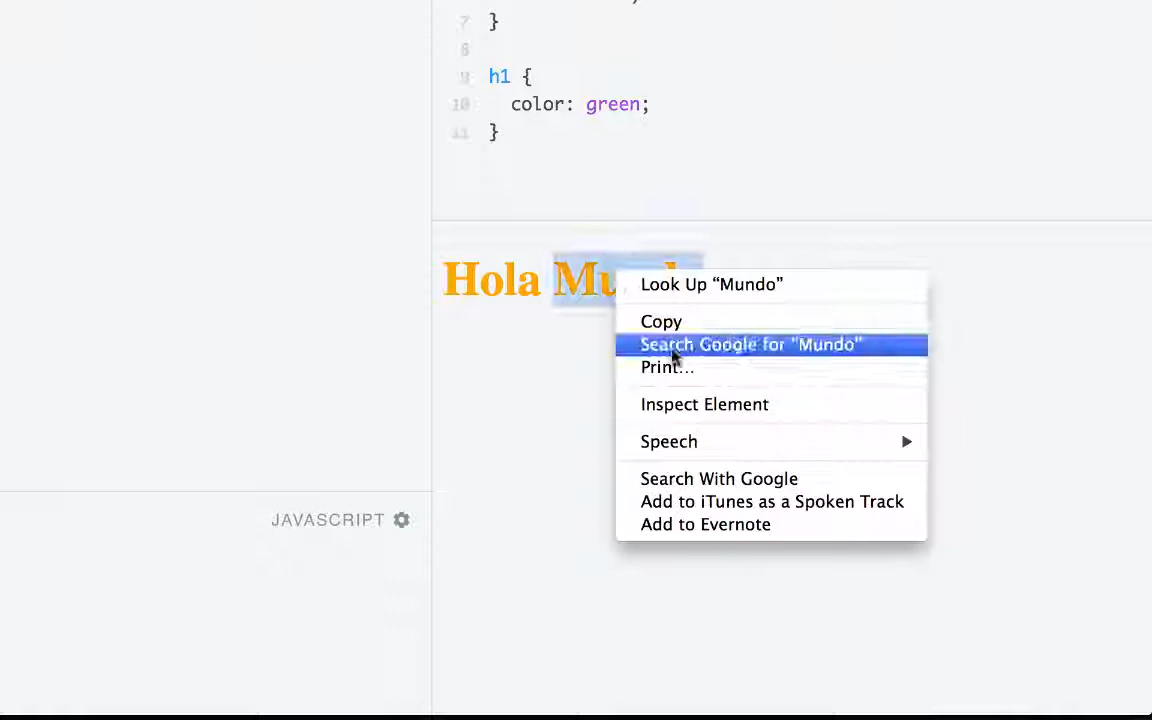 7 }
8
9 h1 {
10 color: green;
11 }
Hola Mu
Look Up “Mundo”
Copy
Search Google for “Mundo”
Print...
Inspect Element
Speech
Search With Google
Add to iTunes as a Spoken Track
Add to Evernote
JAVASCRIPT